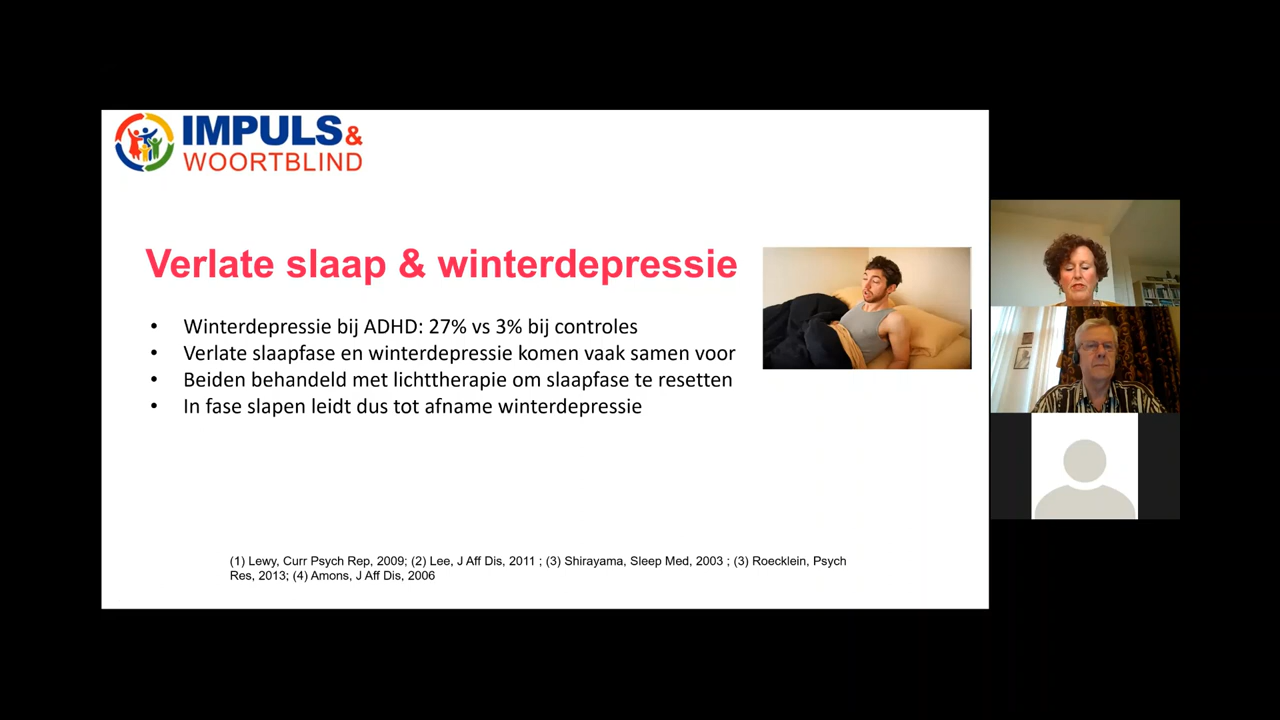 IMPULS &
WOORTBLIND
Verlate slaap & winterdepressie
• Winterdepressie bij ADHD: 27% vs 3% bij controles
• Verlate slaapfase en winterdepressie komen vaak samen voor
• Beiden behandeld met lichttherapie om slaapfase te resetten
• In fase slapen leidt dus tot afname winterdepressie
(1) Lewy, Curr Psych Rep, 2009; (2) Lee, J Aff Dis, 2011 ; (3) Shirayama, Sleep Med, 2003 ; (3) Roecklein, Psych
Res, 2013; (4) Amons, J Aff Dis, 2006